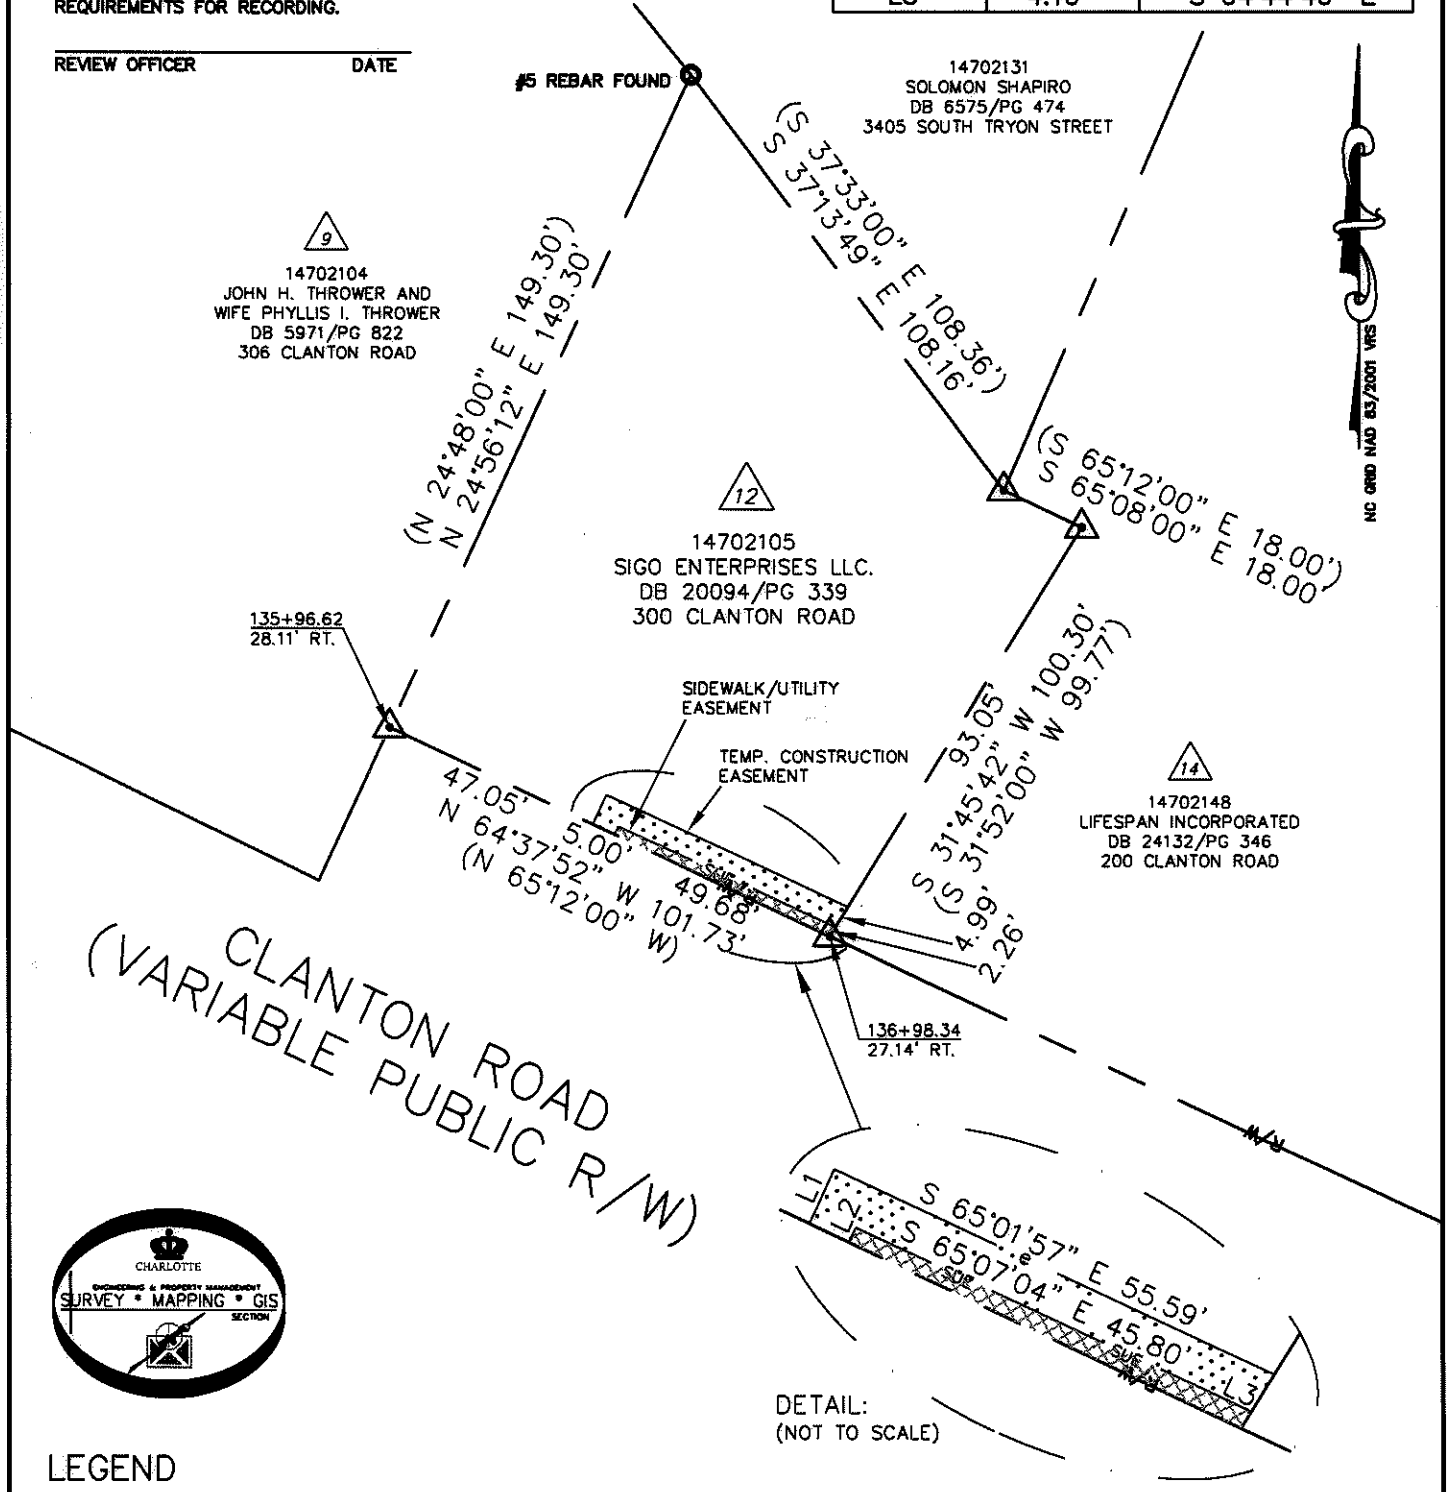 REQUIREMENTS FOR RECORDING.
REVIEW OFFICER DATE
#5 REBAR FOUND
14702131
SOLOMON SHAPIRO
DB 6575/PG 474
3405 SOUTH TRYON STREET
(S 37°33'00" E 108.36')
S 37°13'49" E 108.16'
9
14702104
JOHN H. THROWER AND
WIFE PHYLLIS I. THROWER
DB 5971/PG 822
306 CLANTON ROAD
(N 24°48'00" E 149.30')
N 24°56'12" E 149.30'
NC GRID NAD 83/2001 VRS
(S 65°12'00" E 18.00')
S 65°08'00" E 18.00'
12
14702105
SIGO ENTERPRISES LLC.
DB 20094/PG 339
300 CLANTON ROAD
135+96.62
28.11' RT.
SIDEWALK/UTILITY
EASEMENT
TEMP. CONSTRUCTION
EASEMENT
93.05'
S 31°45'42" W 100.30'
(S 31°52'00" W 99.77')
14
14702148
LIFESPAN INCORPORATED
DB 24132/PG 346
200 CLANTON ROAD
47.05'
5.00'
49.68'
N 64°37'52" W 101.73'
(N 65°12'00" W)
4.99'
2.26'
136+98.34
27.14' RT.
CLANTON ROAD
(VARIABLE PUBLIC R/W)
R/W
L1
L2
S 65°01'57" E 55.59'
S 65°07'04" E 45.80'
SUE
R/W
L3
DETAIL:
(NOT TO SCALE)
CHARLOTTE
ENGINEERING & PROPERTY MANAGEMENT
SURVEY * MAPPING * GIS
SECTION
LEGEND